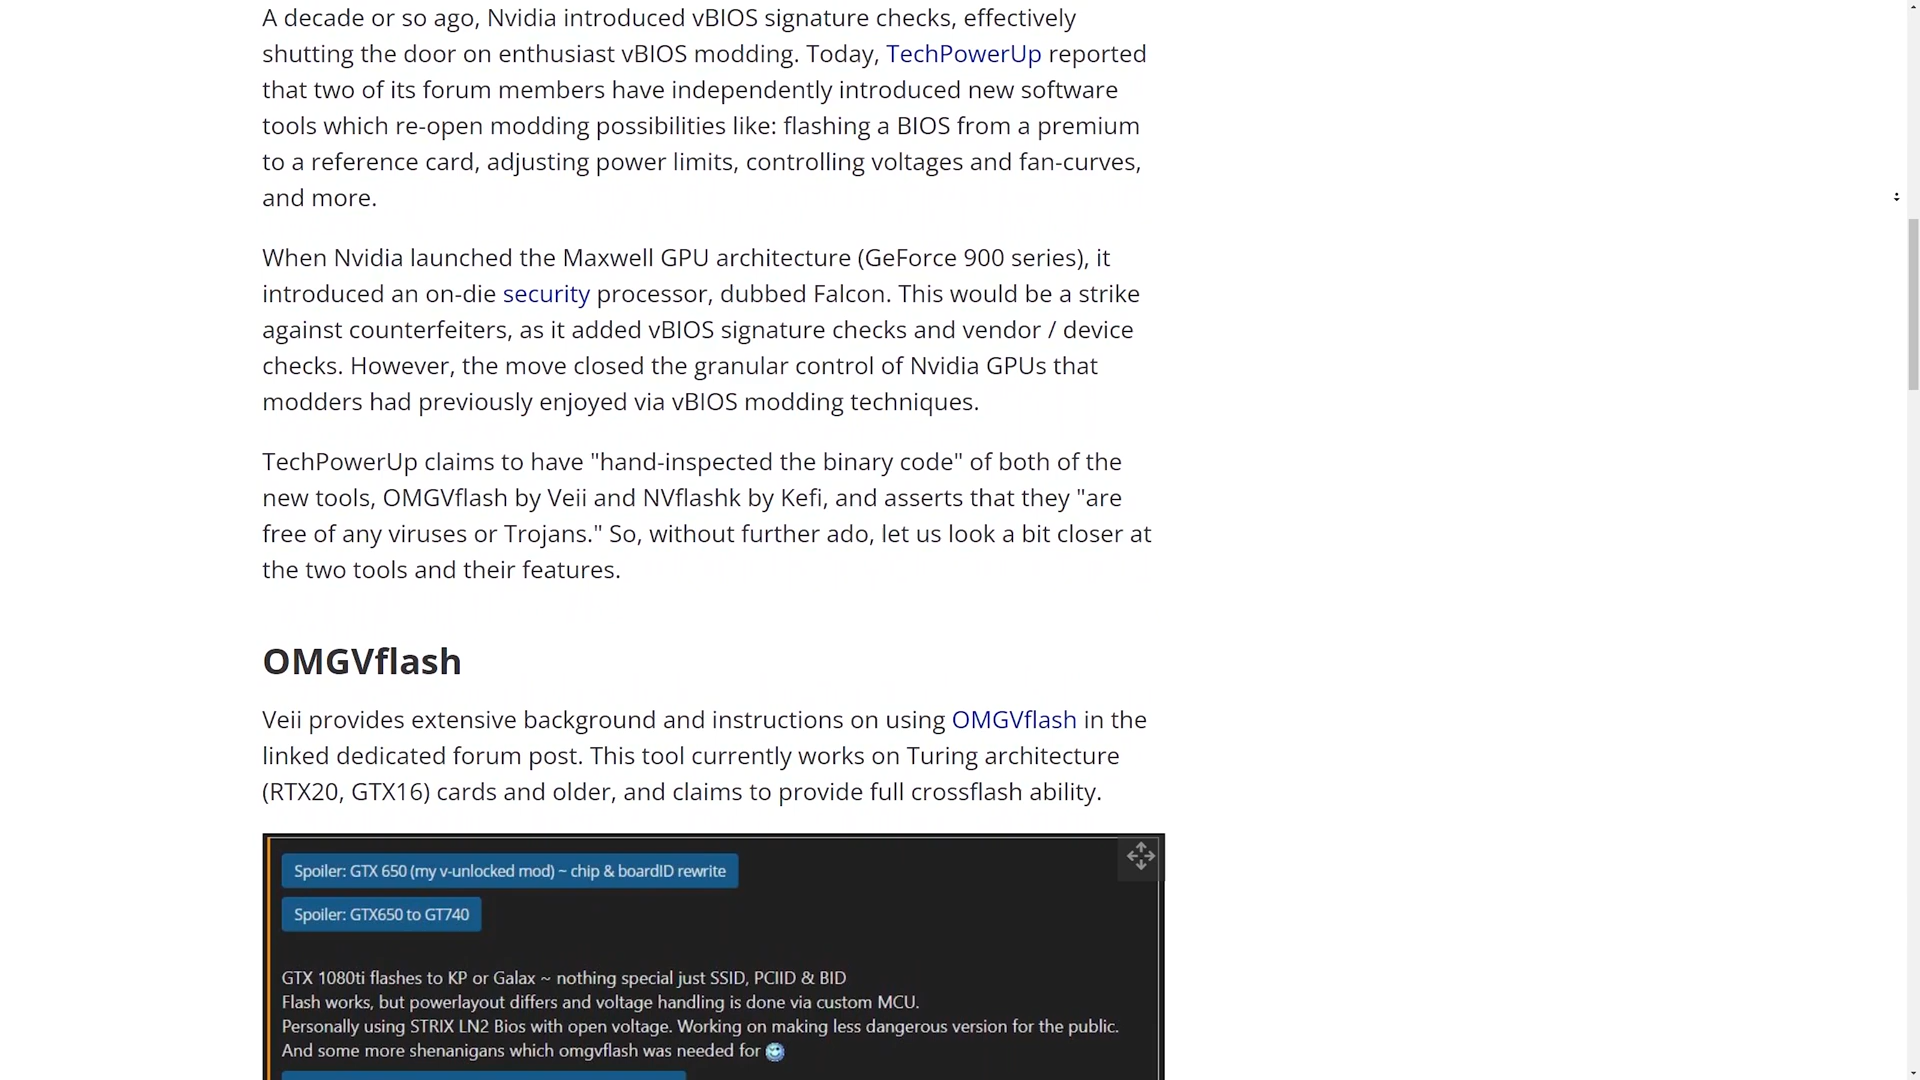 A decade or so ago, Nvidia introduced vBIOS signature checks, effectively
shutting the door on enthusiast vBIOS modding. Today, TechPowerUp reported
that two of its forum members have independently introduced new software
tools which re-open modding possibilities like: flashing a BIOS from a premium
to a reference card, adjusting power limits, controlling voltages and fan-curves,
and more.
When Nvidia launched the Maxwell GPU architecture (GeForce 900 series), it
introduced an on-die security processor, dubbed Falcon. This would be a strike
against counterfeiters, as it added vBIOS signature checks and vendor / device
checks. However, the move closed the granular control of Nvidia GPUs that
modders had previously enjoyed via vBIOS modding techniques.
TechPowerUp claims to have "hand-inspected the binary code" of both of the
new tools, OMGVflash by Veii and NVflashk by Kefi, and asserts that they "are
free of any viruses or Trojans." So, without further ado, let us look a bit closer at
the two tools and their features.
OMGVflash
Veii provides extensive background and instructions on using OMGVflash in the
linked dedicated forum post. This tool currently works on Turing architecture
(RTX20, GTX16) cards and older, and claims to provide full crossflash ability.
Spoiler: GTX 650 (my v-unlocked mod) ~ chip & boardID rewrite
Spoiler: GTX650 to GT740
GTX 1080ti flashes to KP or Galax ~ nothing special just SSID, PCIID & BID
Flash works, but powerlayout differs and voltage handling is done via custom MCU.
Personally using STRIX LN2 Bios with open voltage. Working on making less dangerous version for the public.
And some more shenanigans which omgvflash was needed for